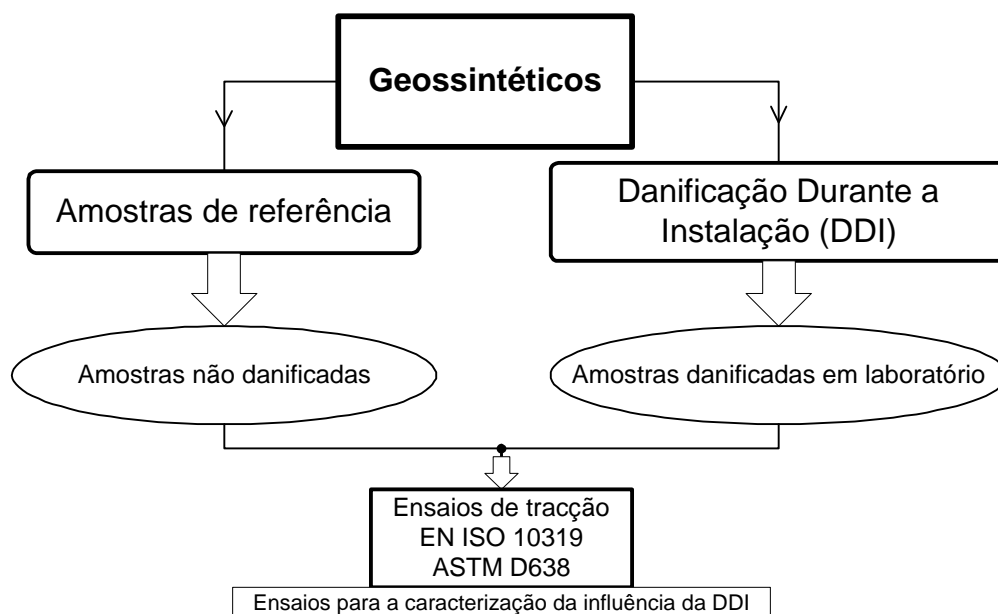 Geossintéticos
Amostras de referência
Danificação Durante a
Instalação (DDI)
Amostras não danificadas
Amostras danificadas em laboratório
Ensaios de tracção
EN ISO 10319
ASTM D638
Ensaios para a caracterização da influência da DDI